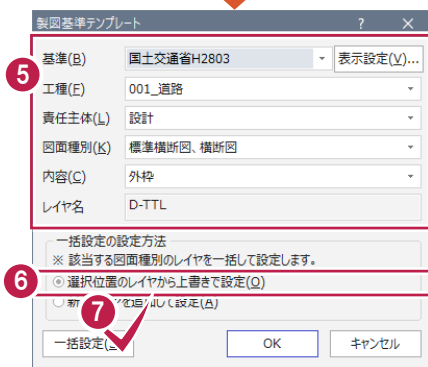 製図基準テンプレート ? ×
5
基準(B) 国土交通省H2803 表示設定(V)...
工種(F) 001_道路
責任主体(L) 設計
図面種別(K) 標準横断図、横断図
内容(C) 外枠
レイヤ名 D-TTL
一括設定の設定方法
※ 該当する図面種別のレイヤを一括して設定します。
6
選択位置のレイヤから上書きで設定(O)
を追加して設定(A)
7
一括設定( OK キャンセル